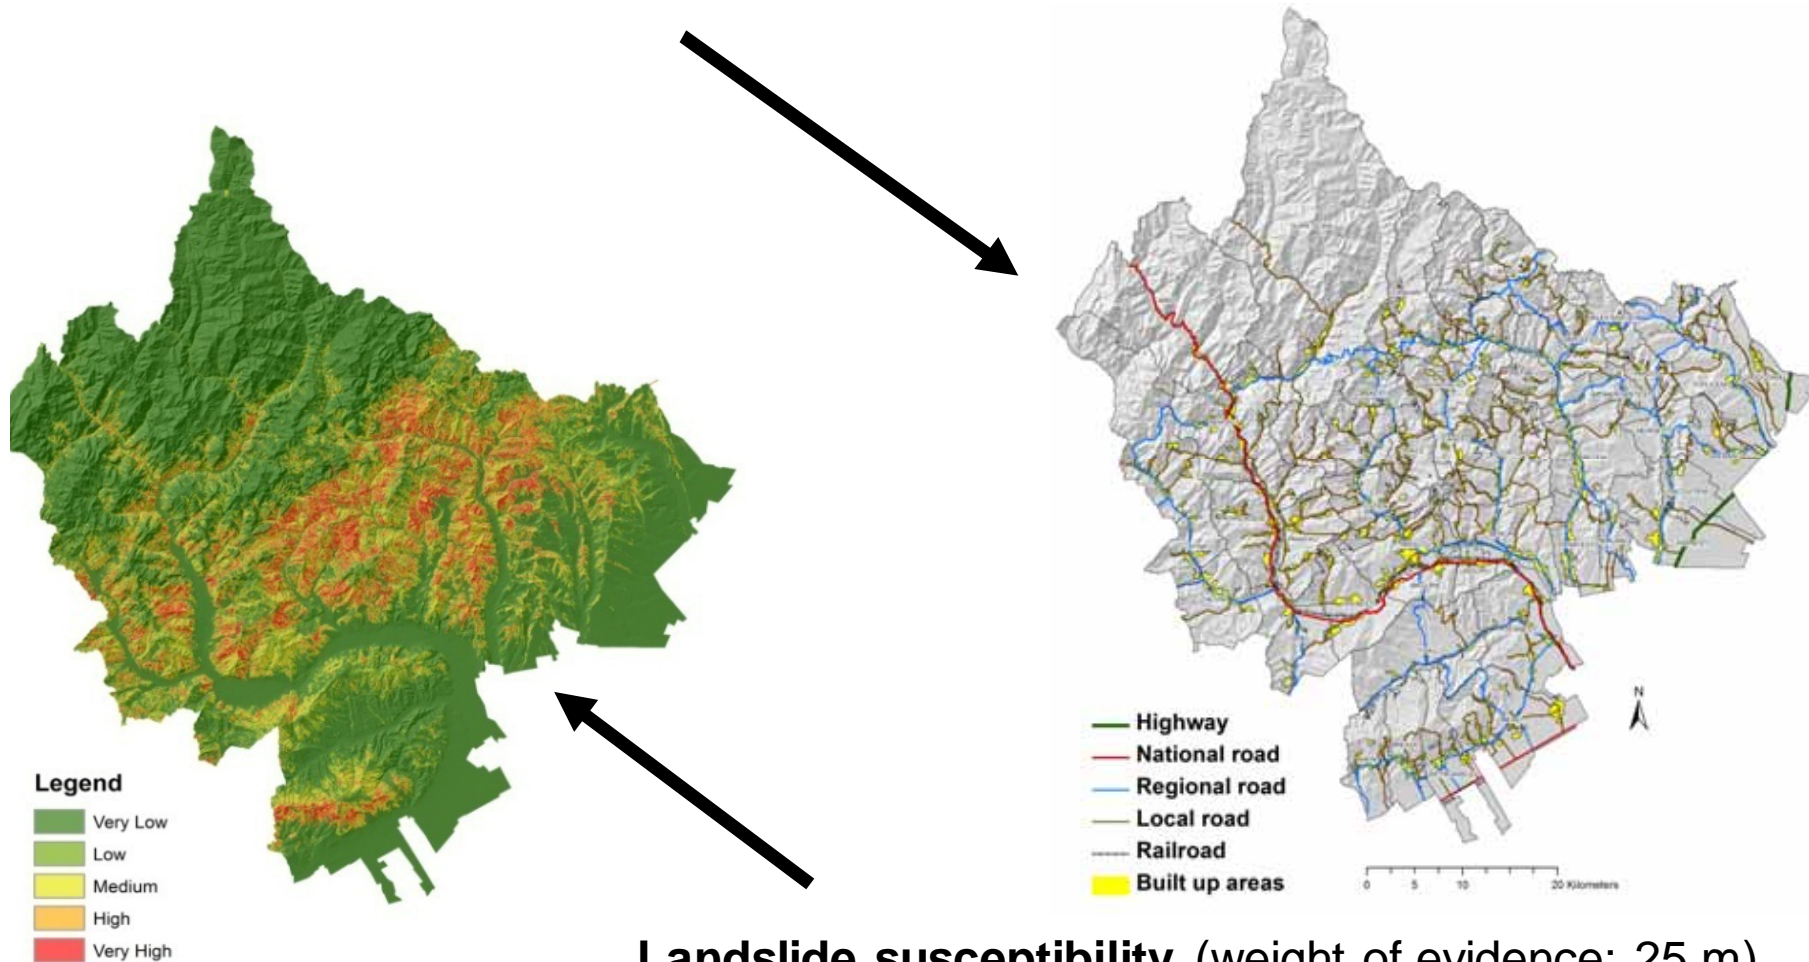 Legend
Very Low
Low
Medium
High
Very High
N
Highway
National road
Regional road
Local road
Railroad
Built up areas
0 5 10 20 Kilometers
Landslide susceptibility (weight of evidence; 25 m)